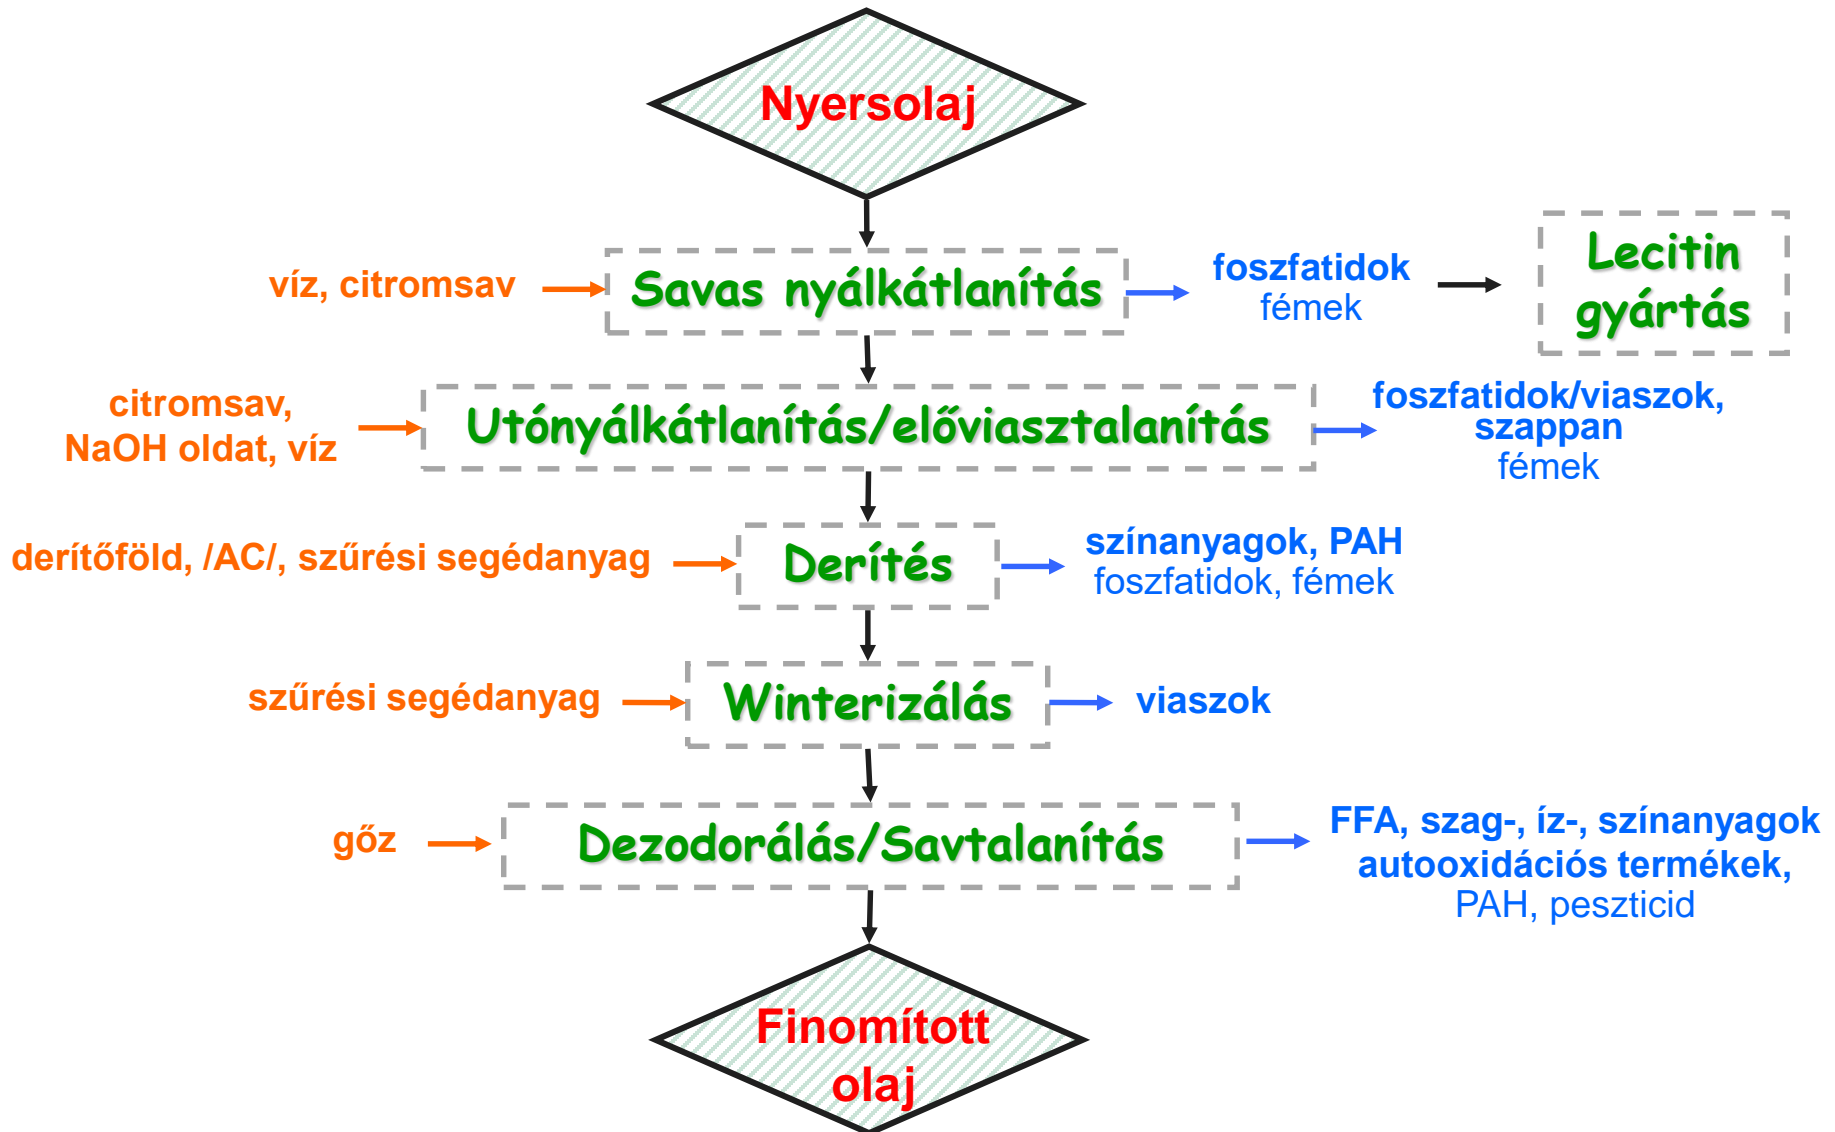 Nyersolaj
víz, citromsav
Savas nyálkátlanítás
foszfatidok
fémek
Lecitin
gyártás
citromsav,
NaOH oldat, víz
Utónyálkátlanítás/előviasztalanítás
foszfatidok/viaszok,
szappan
fémek
derítőföld, /AC/, szűrési segédanyag
Derítés
színanyagok, PAH
foszfatidok, fémek
szűrési segédanyag
Winterizálás
viaszok
gőz
Dezodorálás/Savtalanítás
FFA, szag-, íz-, színanyagok
autooxidációs termékek,
PAH, peszticid
Finomított
olaj